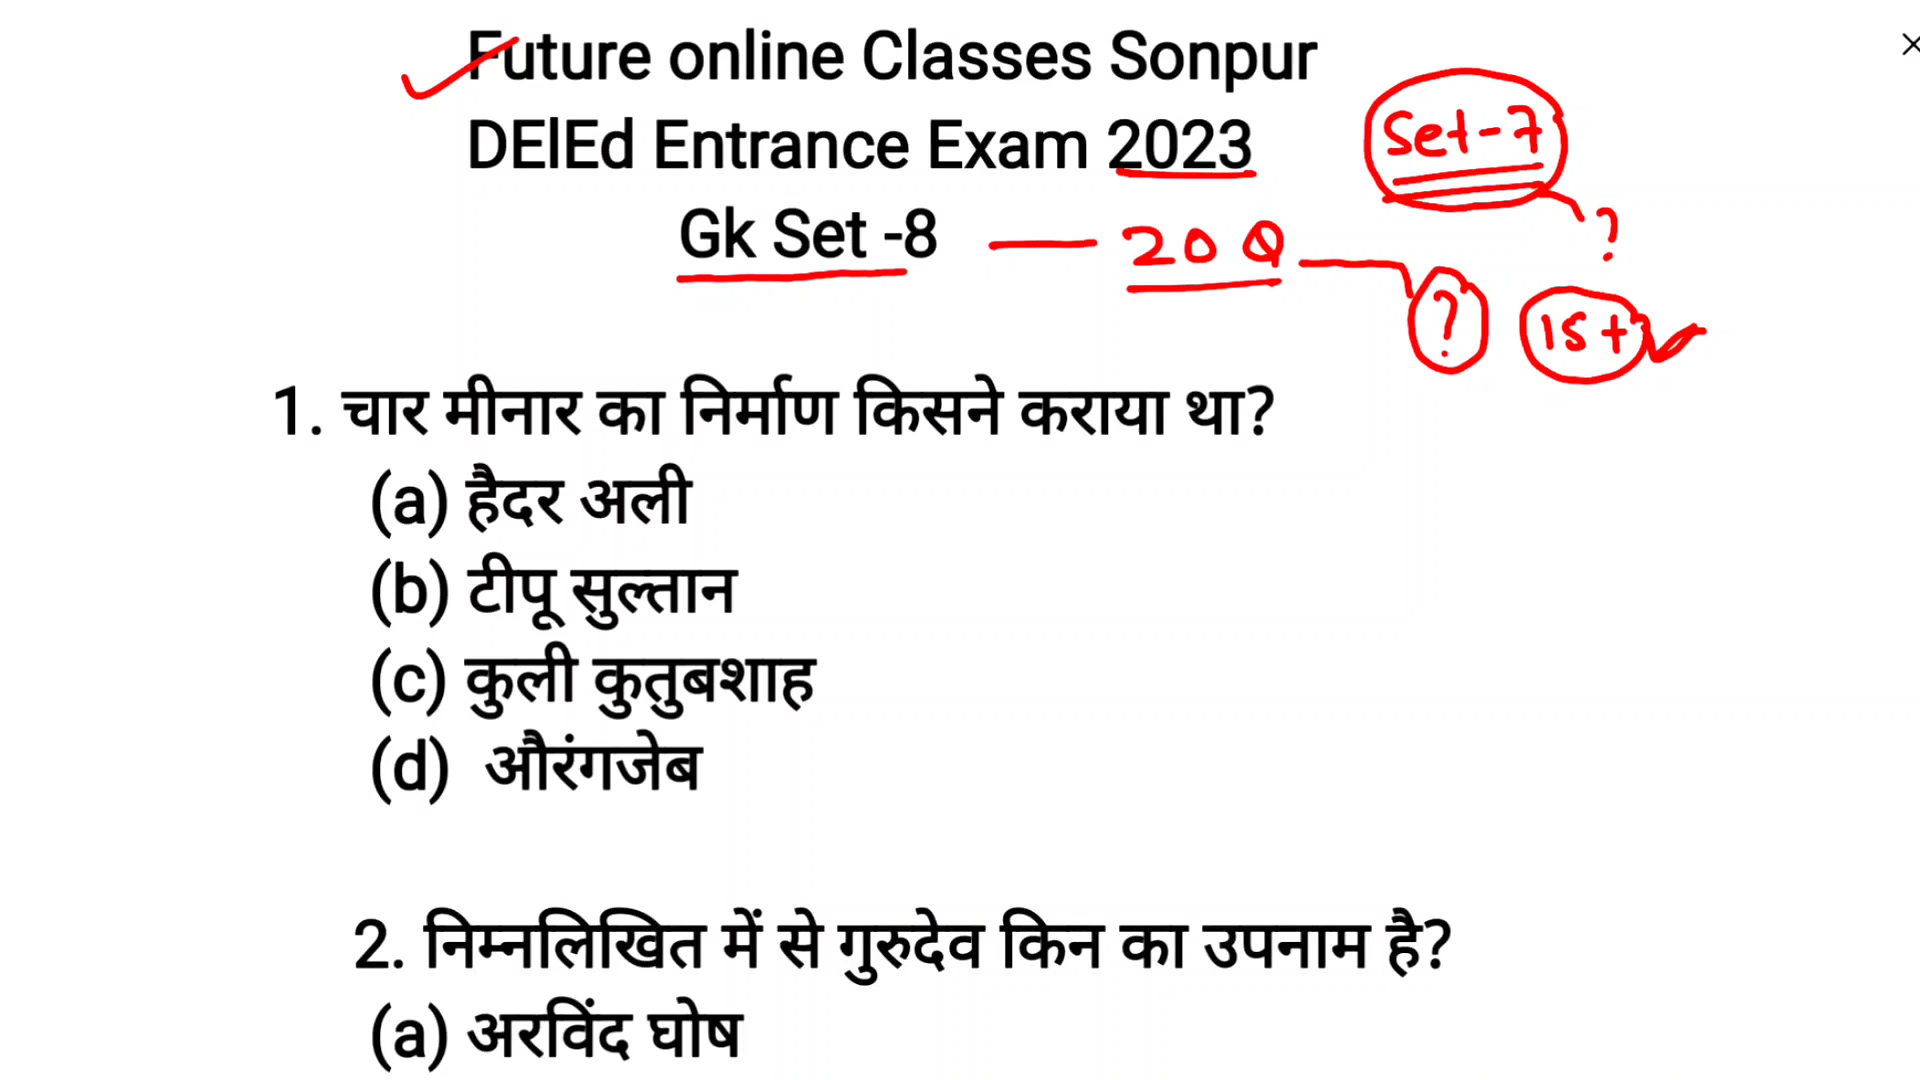 Future online Classes Sonpur
DElEd Entrance Exam 2023
Set-7
Gk Set -8 — 20 Q
?
?
15+
1. चार मीनार का निर्माण किसने कराया था?
(a) हैदर अली
(b) टीपू सुल्तान
(c) कुली कुतुबशाह
(d) औरंगजेब
2. निम्नलिखित में से गुरुदेव किन का उपनाम है?
(a) अरविंद घोष